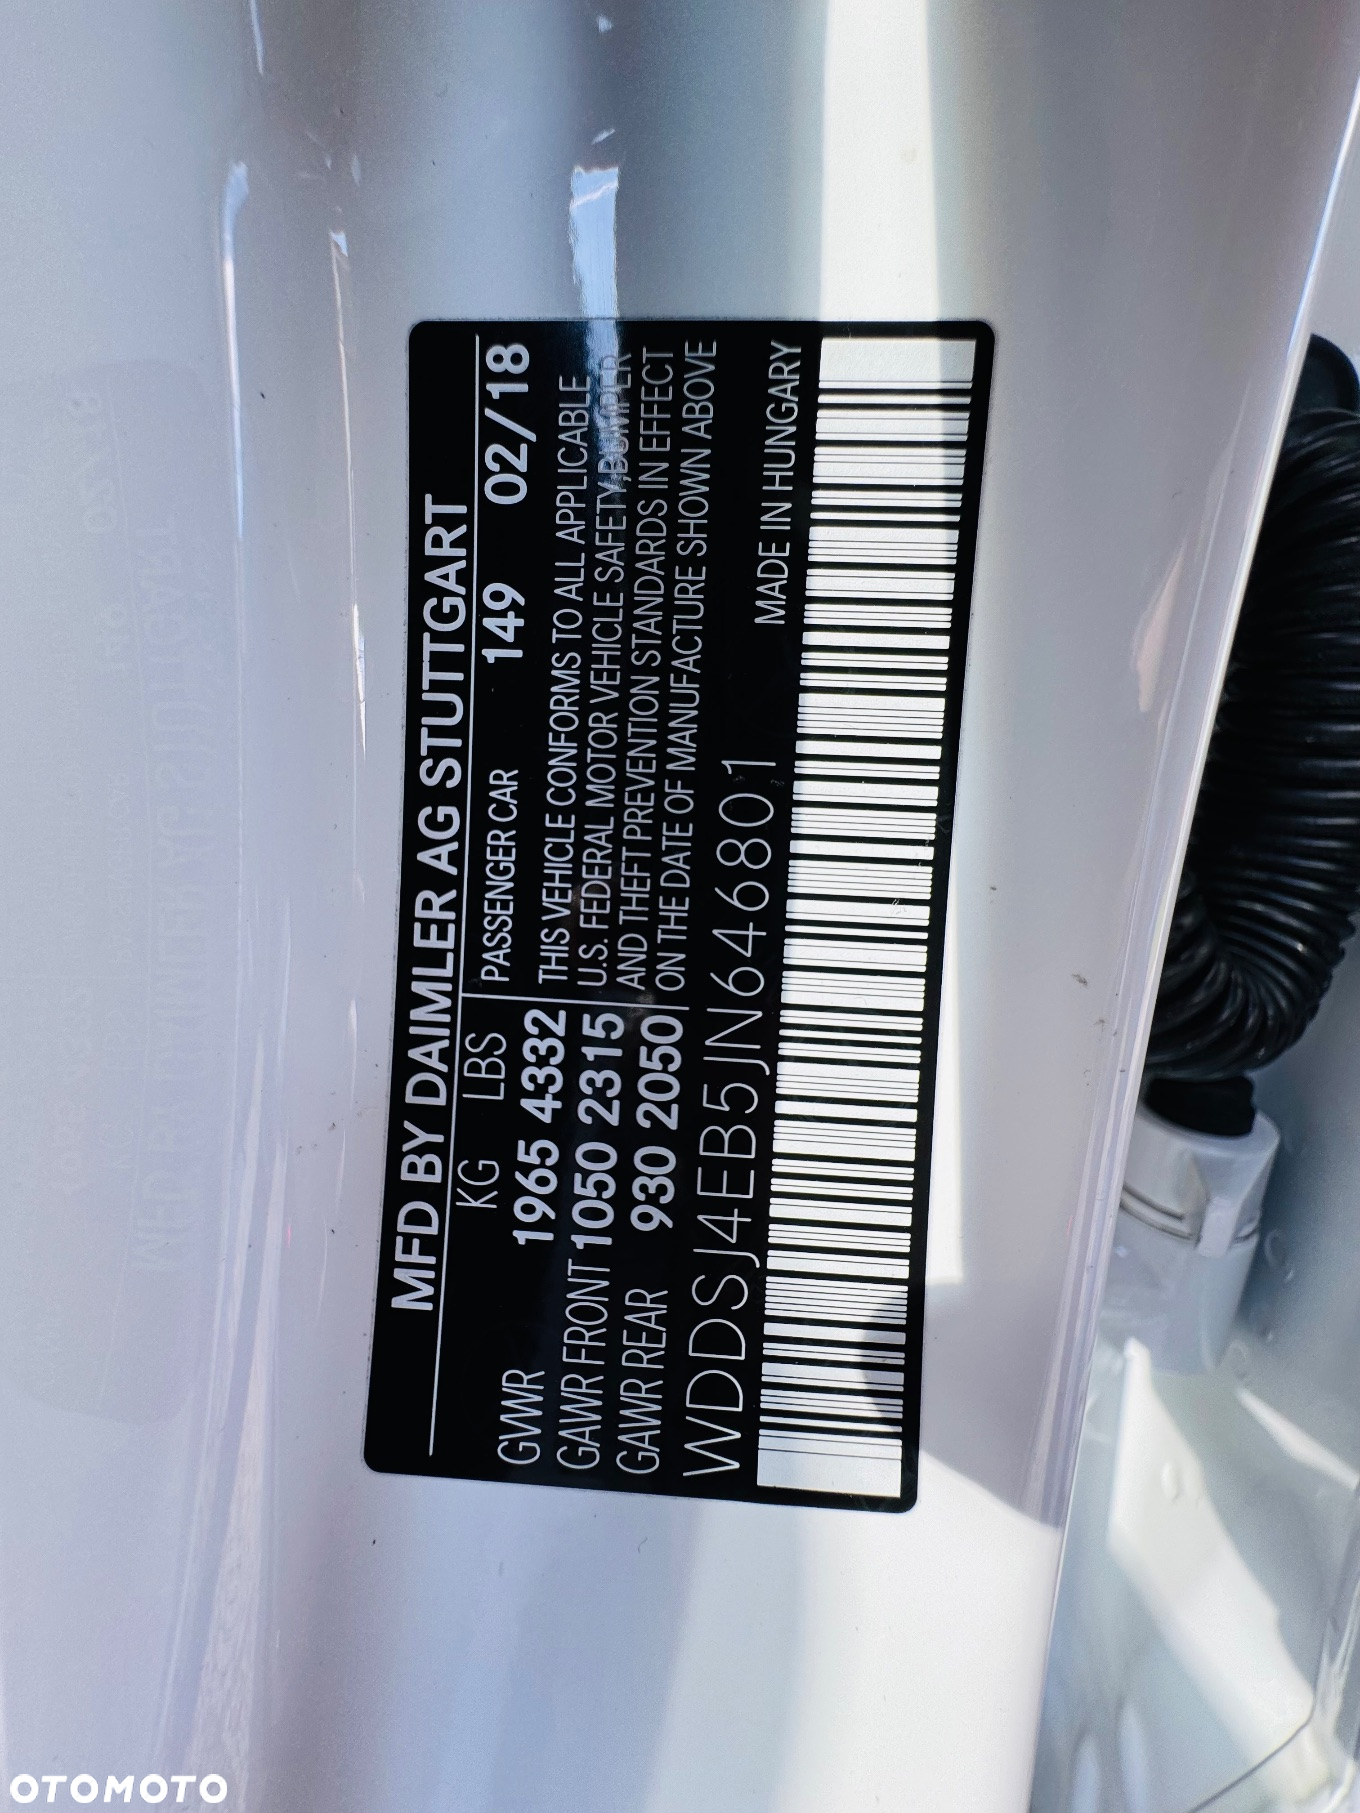 MFD BY DAIMLER AG STUTTGART
KG LBS PASSENGER CAR 149 02/18
GVWR 1965 4332 THIS VEHICLE CONFORMS TO ALL APPLICABLE
GAWR FRONT 1050 2315 U.S. FEDERAL MOTOR VEHICLE SAFETY,BUMPER
GAWR REAR 930 2050 AND THEFT PREVENTION STANDARDS IN EFFECT
ON THE DATE OF MANUFACTURE SHOWN ABOVE
WDDSJ4EB5JN646801 MADE IN HUNGARY
OTOMOTO